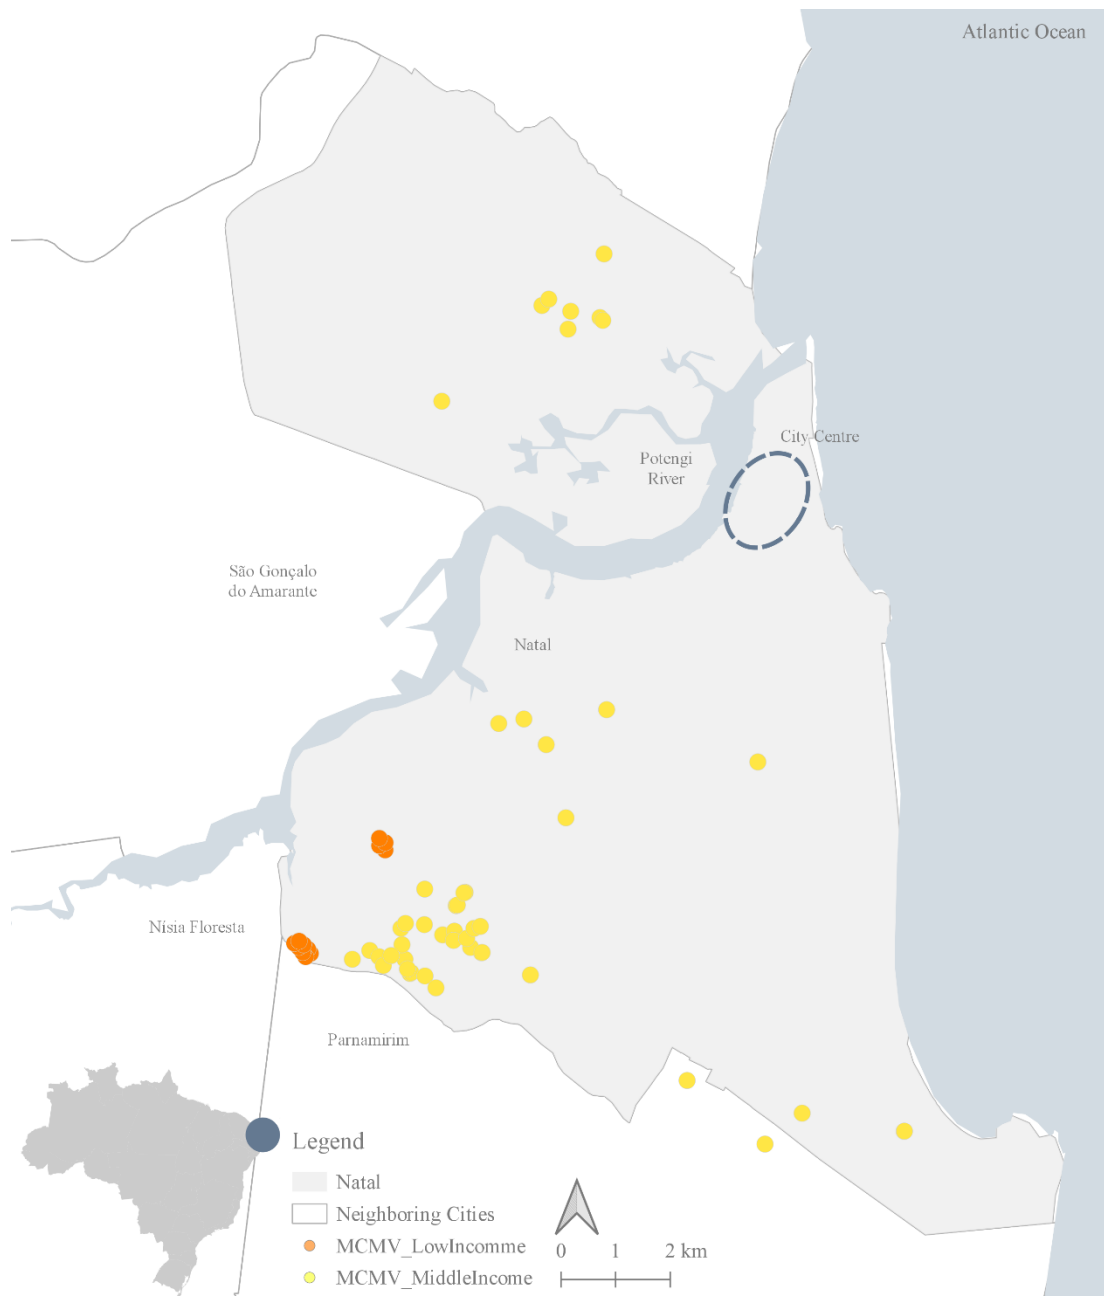 Atlantic Ocean
City Centre
Potengi
River
São Gonçalo
do Amarante
Natal
Nísia Floresta
Parnamirim
Legend
Natal
Neighboring Cities
MCMV_LowIncomme
MCMV_MiddleIncome
0 1 2 km